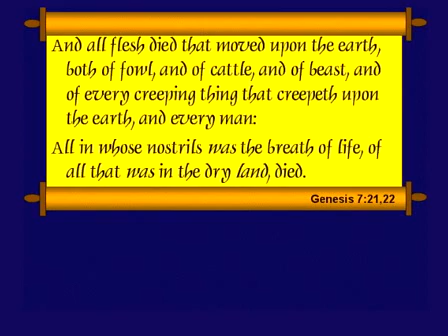 And all flesh died that moved upon the earth,
both of fowl, and of cattle, and of beast, and
of every creeping thing that creepeth upon
the earth, and every man:
All in whose nostrils was the breath of life, of
all that was in the dry land, died.
Genesis 7:21,22